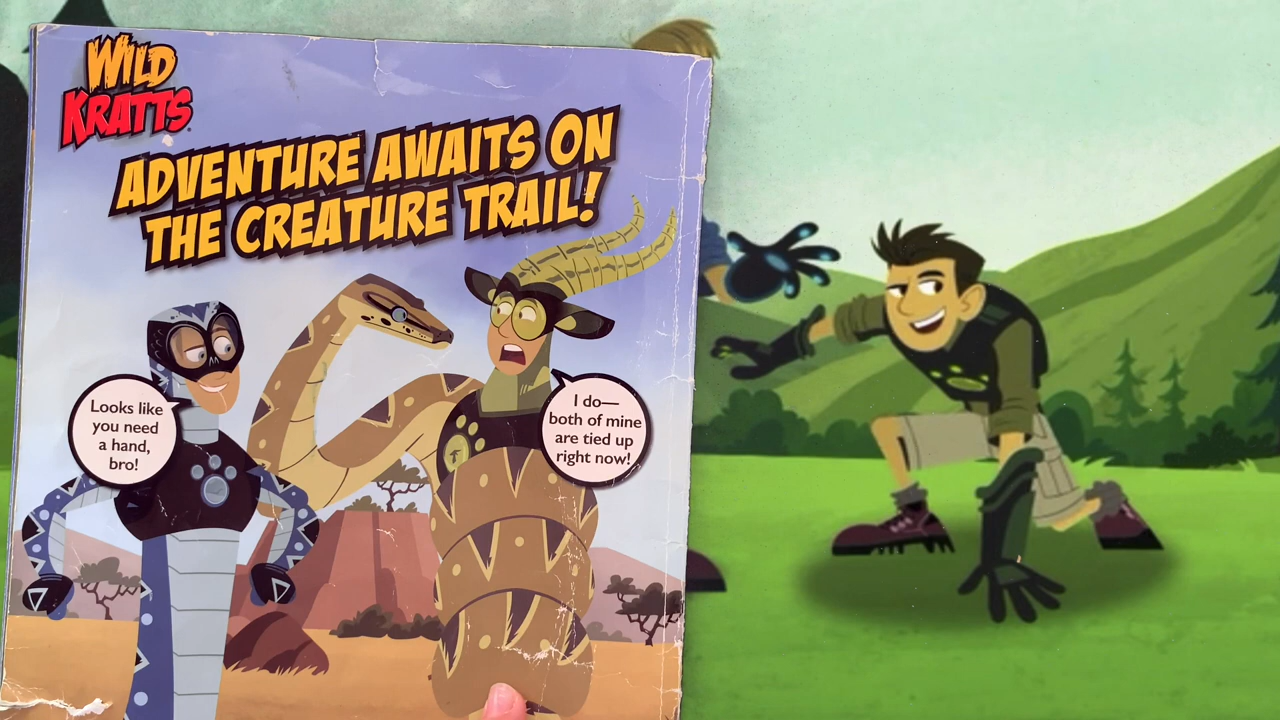 WILD
KRATTS
ADVENTURE AWAITS ON
THE CREATURE TRAIL!
Looks like
you need
a hand,
bro!
I do—
both of mine
are tied up
right now!